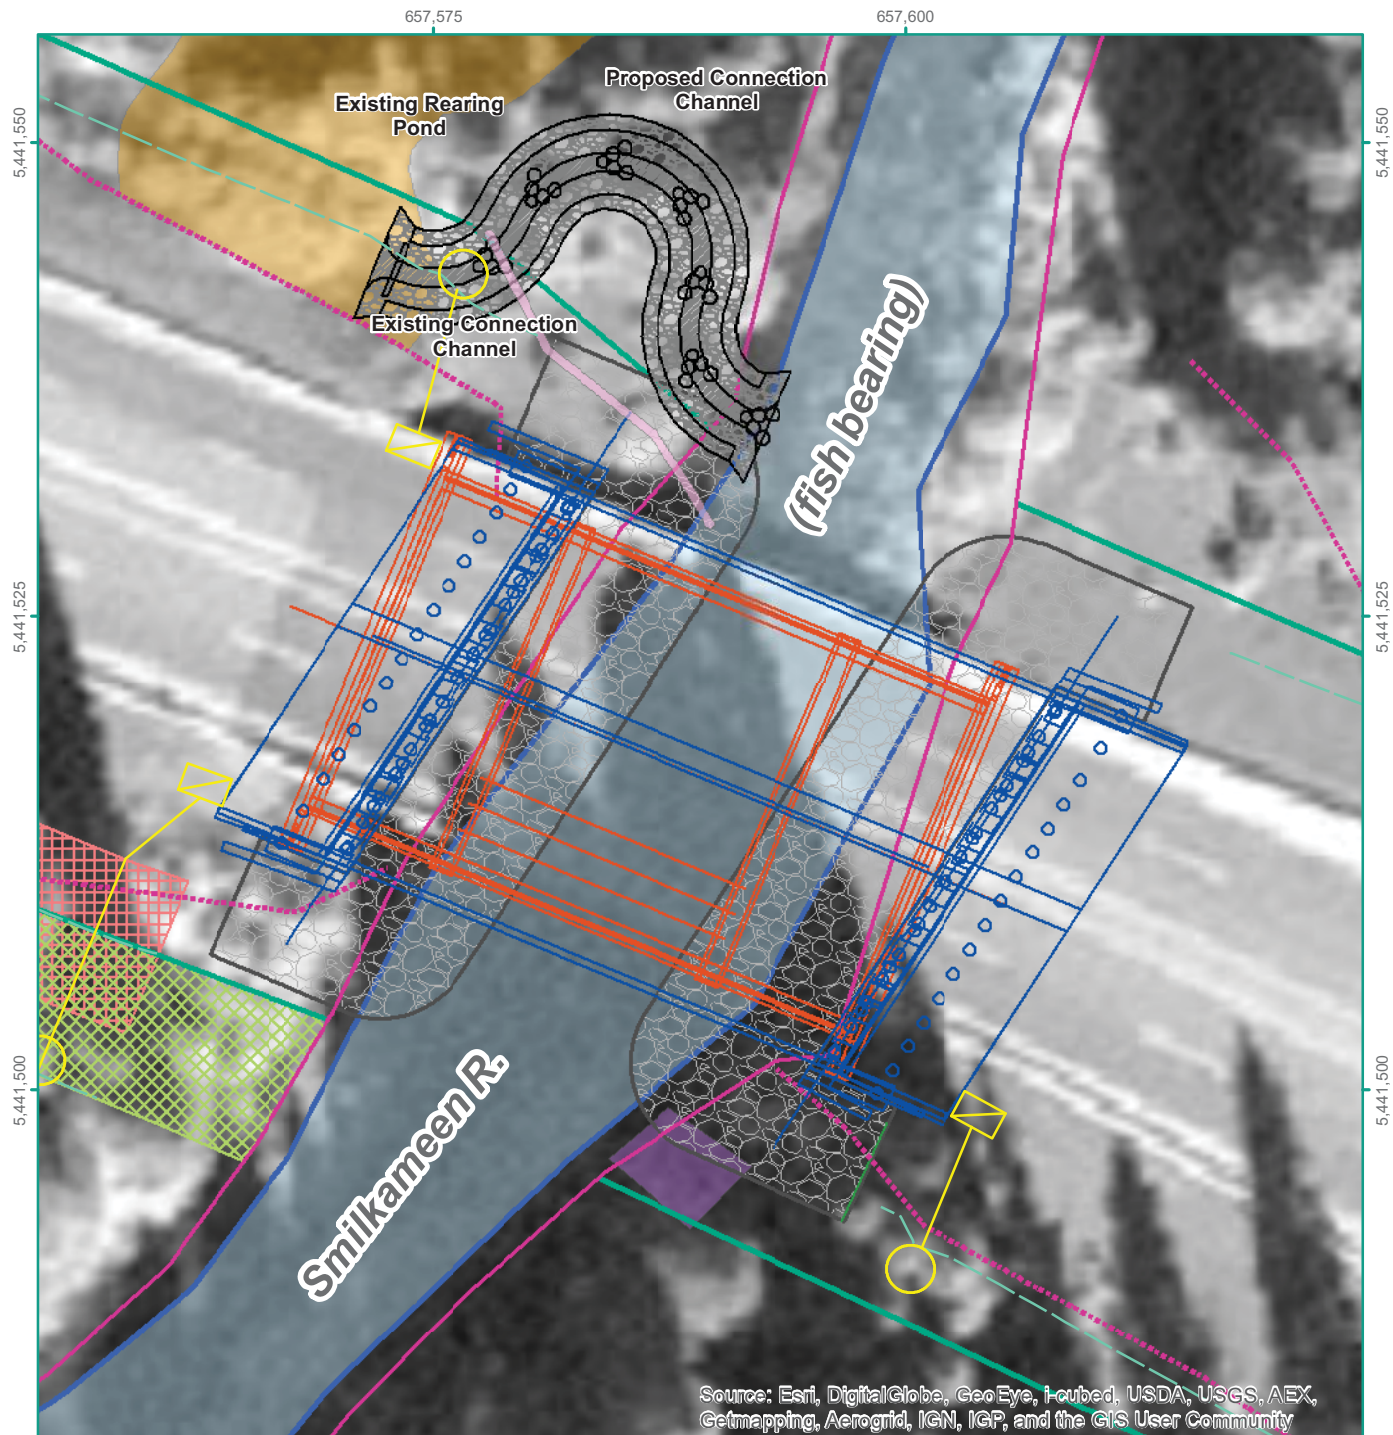 657,575
657,600
Proposed Connection
Channel
Existing Rearing
Pond
5,441,550
5,441,550
Existing Connection
Channel
(fish bearing)
5,441,525
5,441,525
5,441,500
5,441,500
Smilkameen R.
Source: Esri, DigitalGlobe, GeoEye, i-cubed, USDA, USGS, AEX,
Getmapping, Aerogrid, IGN, IGP, and the GIS User Community